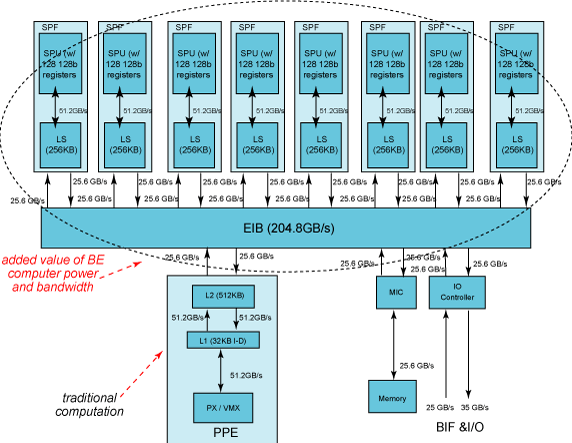 SPF SPF SPF SPF SPF SPF SPF SPF
SPU (w/ SPU (w/ SPU (w/ SPU (w/ SPU (w/ SPU (w/ SPU (w/ SPU (w/
128 128b 128 128b 128 128b 128 128b 128 128b 128 128b 128 128b 128 128b
registers registers registers registers registers registers registers registers
51.2GB/s 51.2GB/s 51.2GB/s 51.2GB/s 51.2GB/s 51.2GB/s 51.2GB/s 51.2GB/s
LS LS LS LS LS LS LS LS
(256KB) (256KB) (256KB) (256KB) (256KB) (256KB) (256KB) (256KB)
25.6 GB/s 25.6 GB/s 25.6 GB/s 25.6 GB/s 25.6 GB/s 25.6 GB/s 25.6 GB/s 25.6 GB/s
25.6 GB/s 25.6 GB/s 25.6 GB/s 25.6 GB/s 25.6 GB/s 25.6 GB/s 25.6 GB/s 25.6 GB/s
EIB (204.8GB/s)
added value of BE
computer power
and bandwidth
25.6 GB/s 25.6 GB/s
25.6 GB/s 25.6 GB/s
25.6 GB/s 25.6 GB/s
L2 (512KB)
51.2GB/s 51.2GB/s
L1 (32KB I-D)
51.2GB/s
PX / VMX
PPE
traditional
computation
MIC
IO
Controller
25.6 GB/s
Memory
25 GB/s 35 GB/s
BIF &I/O